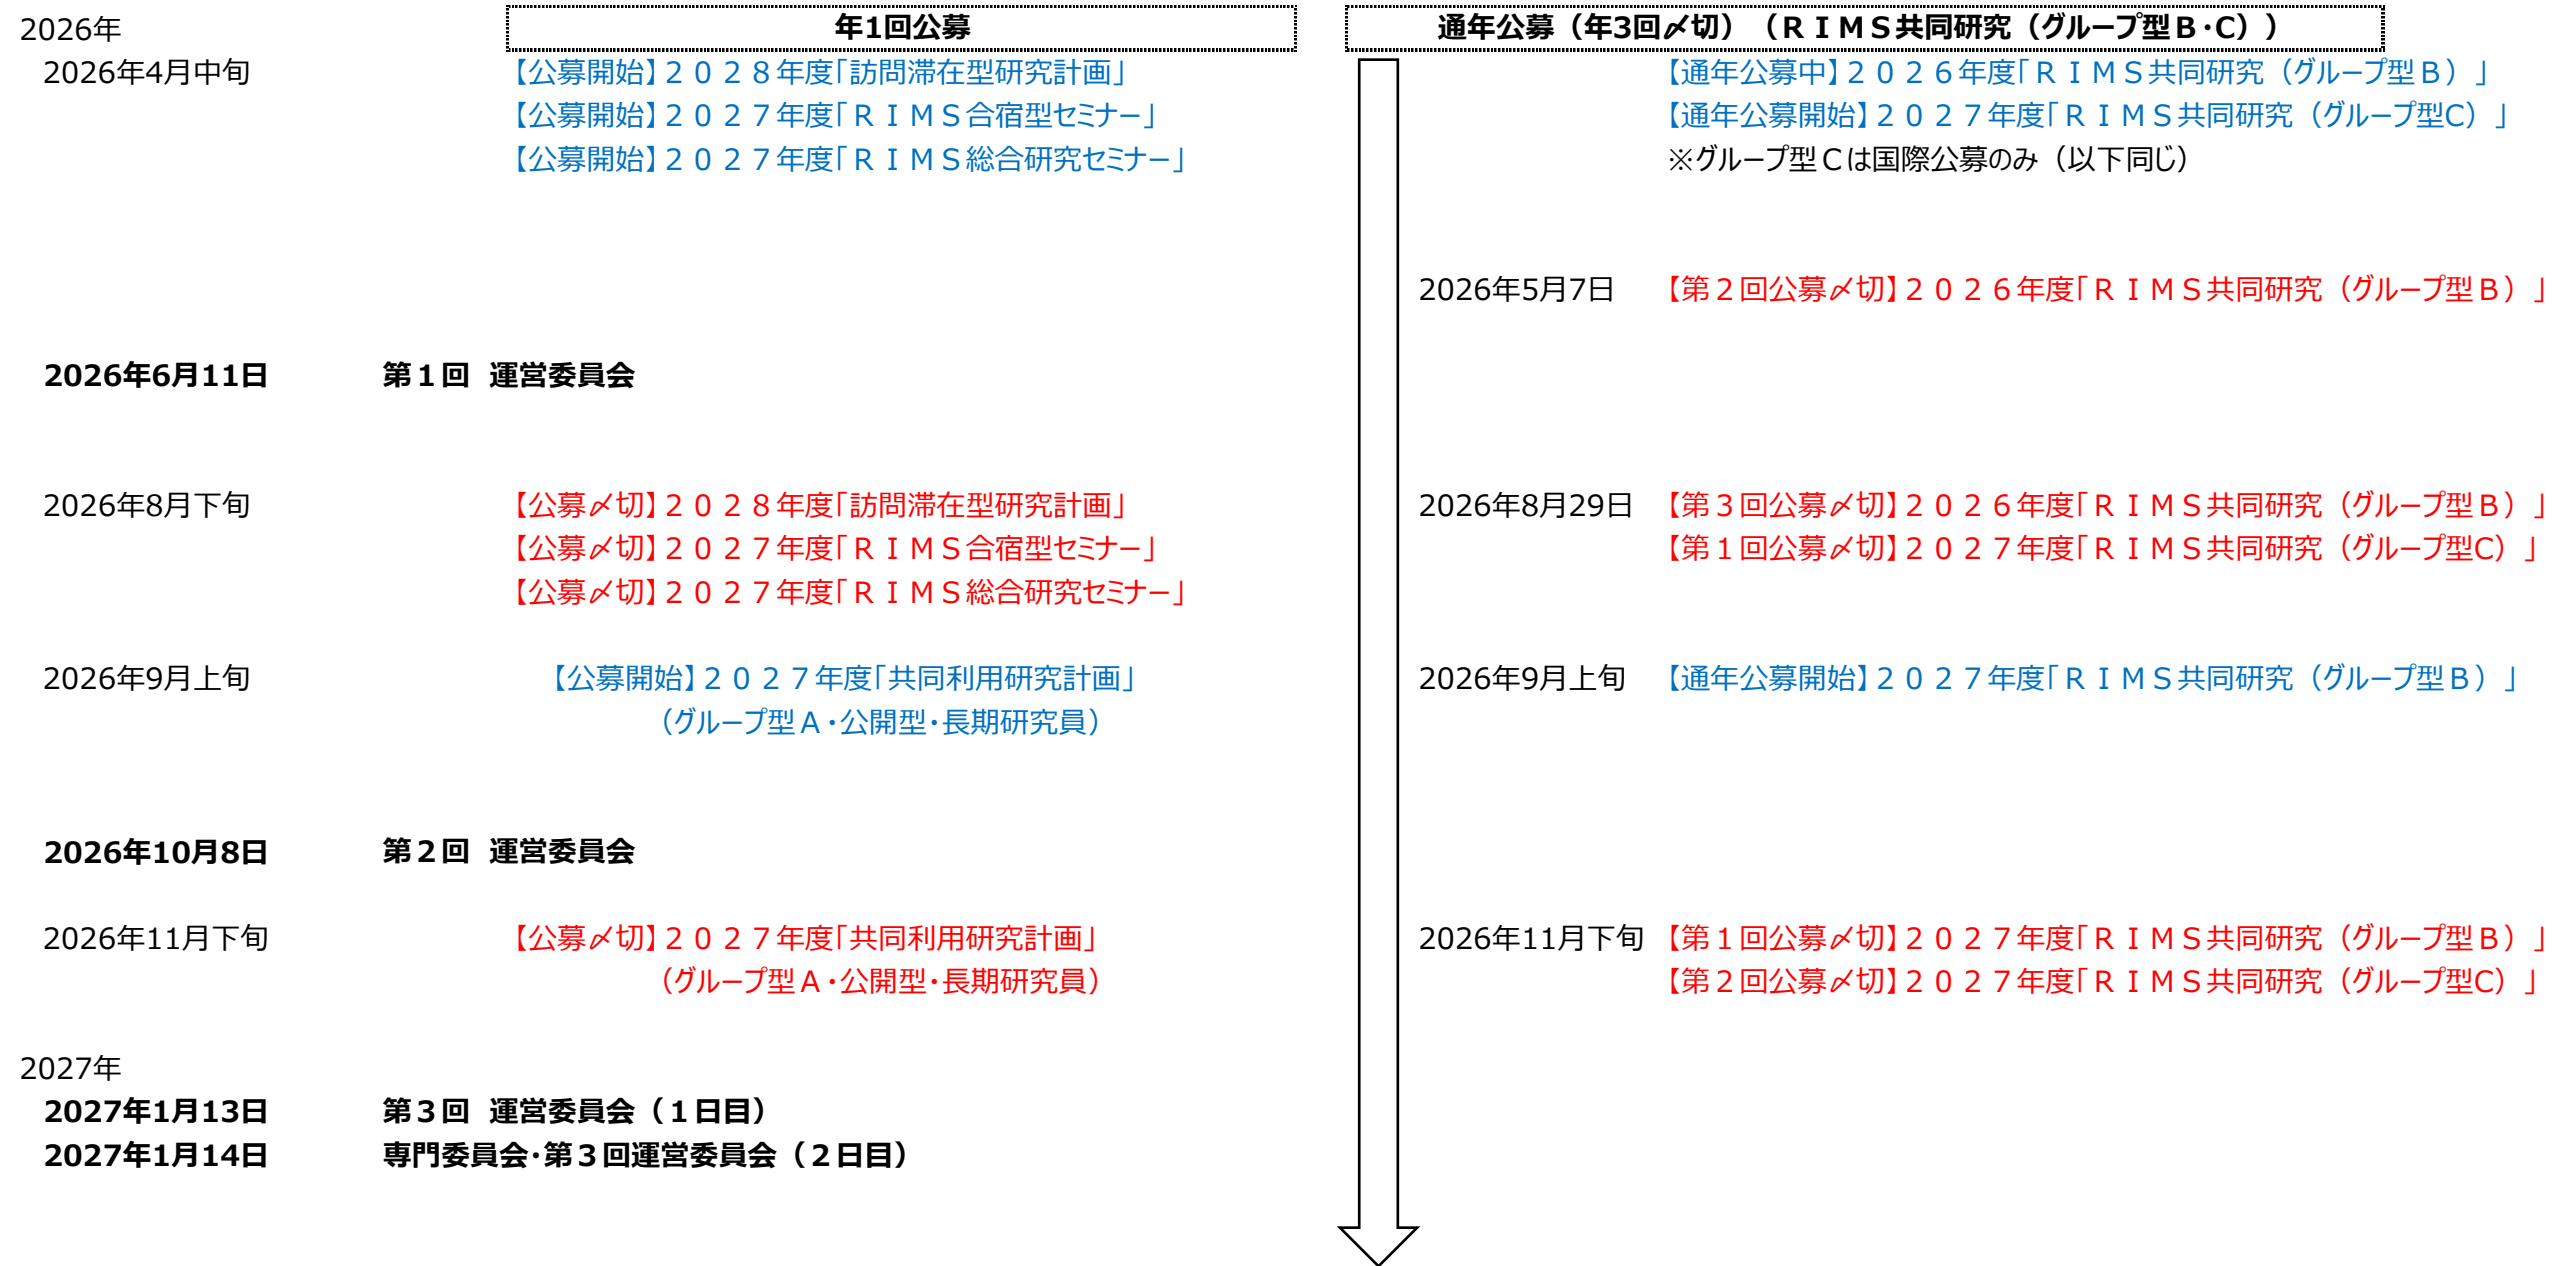 2026年
年1回公募
通年公募（年3回〆切）（ＲＩＭＳ共同研究（グループ型Ｂ・C））
2026年4月中旬
【公募開始】２０２８年度「訪問滞在型研究計画」
【公募開始】２０２７年度「ＲＩＭＳ合宿型セミナー」
【公募開始】２０２７年度「ＲＩＭＳ総合研究セミナー」
【通年公募中】２０２６年度「ＲＩＭＳ共同研究（グループ型Ｂ）」
【通年公募開始】２０２７年度「ＲＩＭＳ共同研究（グループ型C）」
※グループ型Ｃは国際公募のみ（以下同じ）
2026年5月7日
【第２回公募〆切】２０２６年度「ＲＩＭＳ共同研究（グループ型Ｂ）」
2026年6月11日
第１回 運営委員会
2026年8月下旬
【公募〆切】２０２８年度「訪問滞在型研究計画」
【公募〆切】２０２７年度「ＲＩＭＳ合宿型セミナー」
【公募〆切】２０２７年度「ＲＩＭＳ総合研究セミナー」
2026年8月29日
【第３回公募〆切】２０２６年度「ＲＩＭＳ共同研究（グループ型Ｂ）」
【第１回公募〆切】２０２７年度「ＲＩＭＳ共同研究（グループ型C）」
2026年9月上旬
【公募開始】２０２７年度「共同利用研究計画」
（グループ型Ａ・公開型・長期研究員）
2026年9月上旬
【通年公募開始】２０２７年度「ＲＩＭＳ共同研究（グループ型Ｂ）」
2026年10月8日
第２回 運営委員会
2026年11月下旬
【公募〆切】２０２７年度「共同利用研究計画」
（グループ型Ａ・公開型・長期研究員）
2026年11月下旬
【第１回公募〆切】２０２７年度「ＲＩＭＳ共同研究（グループ型Ｂ）」
【第２回公募〆切】２０２７年度「ＲＩＭＳ共同研究（グループ型C）」
2027年
2027年1月13日
第３回 運営委員会（１日目）
2027年1月14日
専門委員会・第３回運営委員会（２日目）